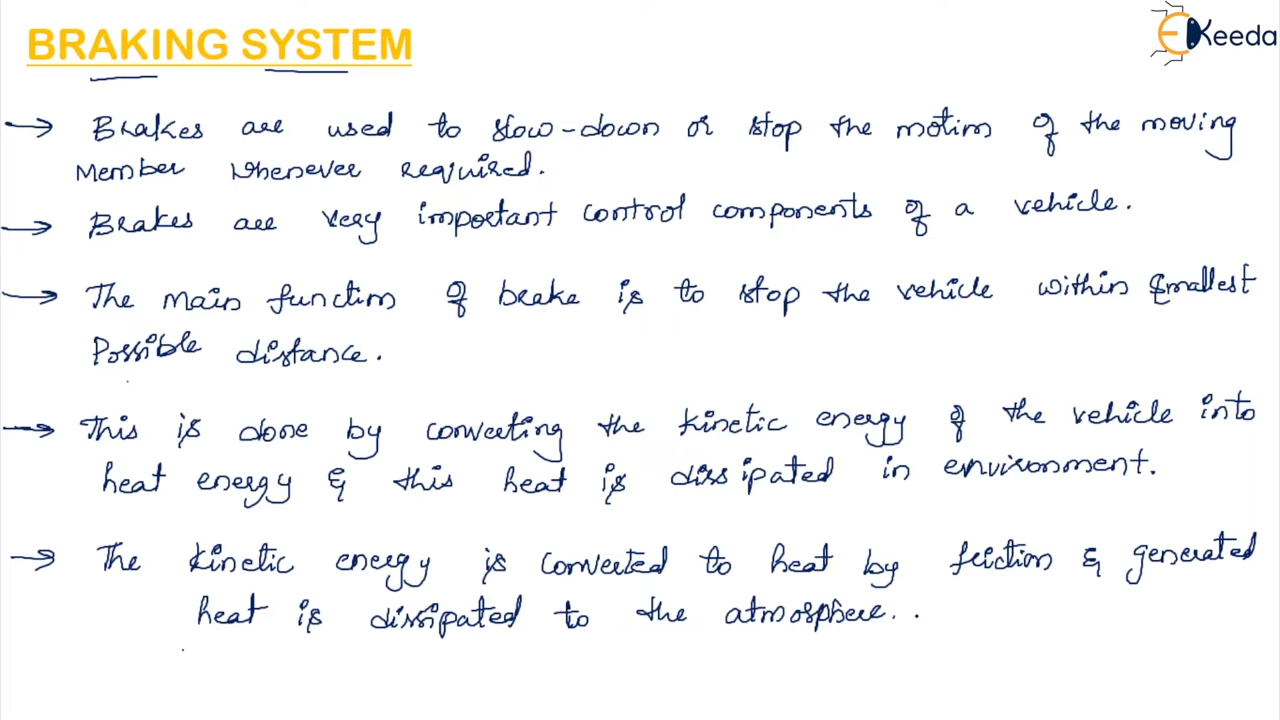 BRAKING SYSTEM
EKeeda
→ Brakes are used to slow-down or stop the motion of the moving
Member whenever required.
→ Brakes are very important control components of a vehicle.
→ The main function of brake is to stop the vehicle within smallest
Possible distance.
→ This is done by converting the kinetic energy of the vehicle into
heat energy & this heat is dissipated in environment.
→ The kinetic energy is converted to heat by friction & generated
heat is dissipated to the atmosphere. .